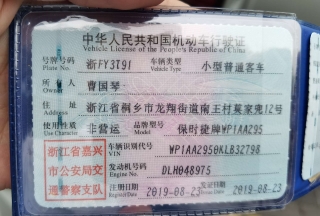 中华人民共和国机动车行驶证
Vehicle License of the People's Republic of China
号牌号码 浙FY3T91 车辆类型 小型普通客车
Plate No. Vehicle Type
所有人 曹国琴
Owner
住址 浙江省桐乡市龙翔街道南王村莫家兜12号
Address
使用性质 非营运 品牌型号 保时捷牌WP1AA295
Use Character Model
浙江省嘉兴
市公安局交
通警察支队
车辆识别代号 WP1AA2950KLB32798
VIN
发动机号码 DLH048975
Engine No.
注册日期 2019-08-23 发证日期 2019-08-23
Register Date Issue Date